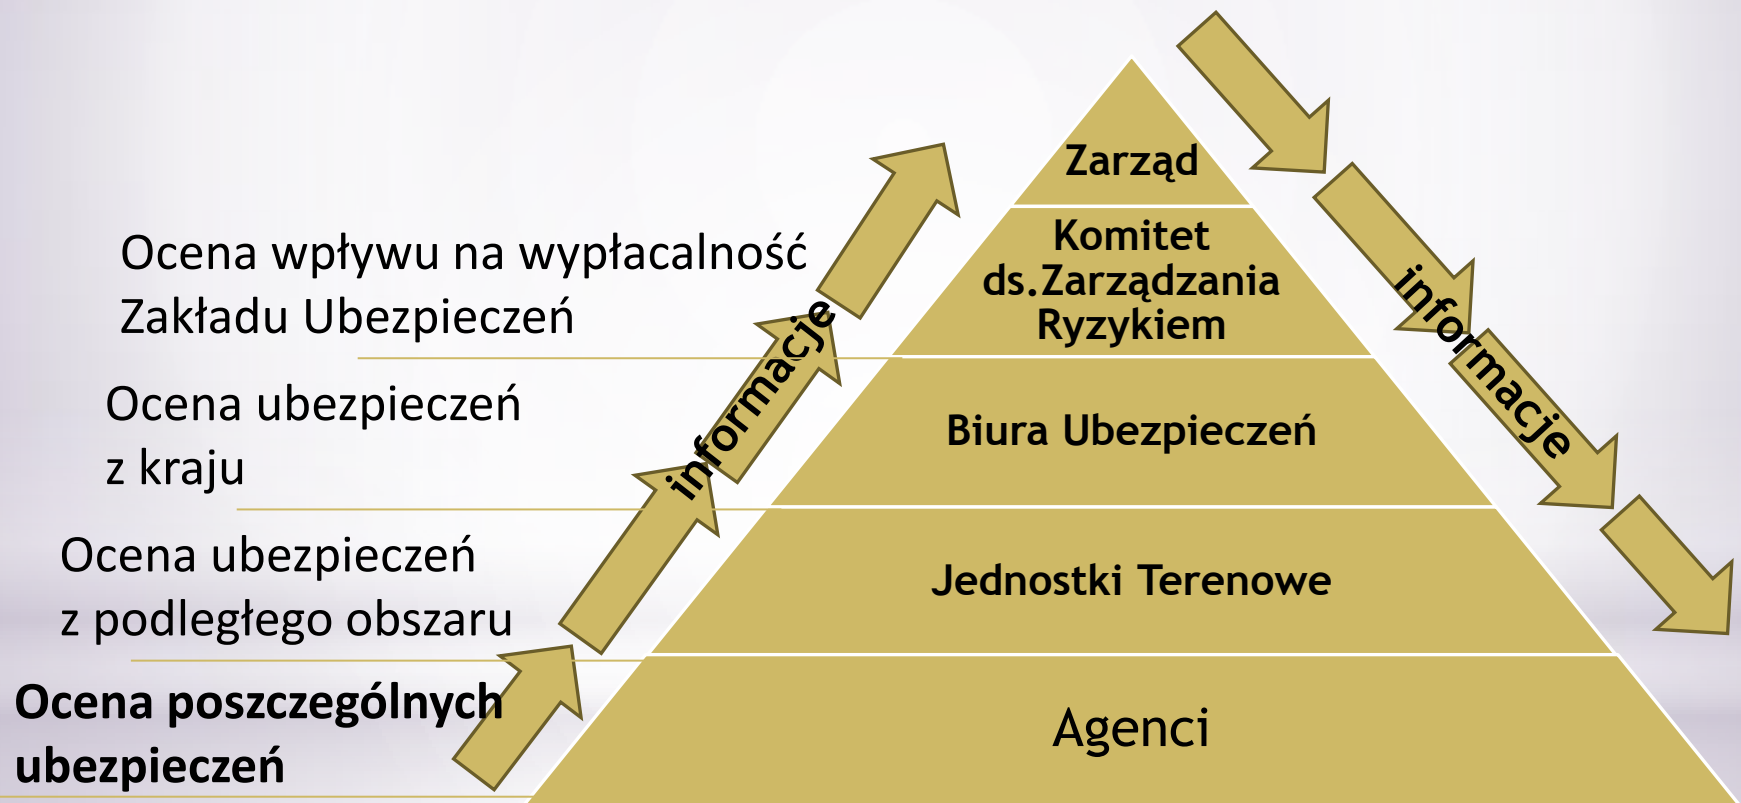 Zarząd
Ocena wpływu na wypłacalność
Zakładu Ubezpieczeń
Komitet
ds.Zarządzania
Ryzykiem
Ocena ubezpieczeń
z kraju
Biura Ubezpieczeń
Ocena ubezpieczeń
z podległego obszaru
Jednostki Terenowe
Ocena poszczególnych
ubezpieczeń
Agenci
informacje
informacje